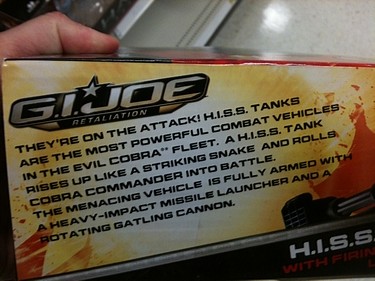 G.I.JOE
RETALIATION
THEY'RE ON THE ATTACK! H.I.S.S. TANKS
ARE THE MOST POWERFUL COMBAT VEHICLES
IN THE EVIL COBRA™ FLEET. A H.I.S.S. TANK
RISES UP LIKE A STRIKING SNAKE AND ROLLS
COBRA COMMANDER INTO BATTLE.
THE MENACING VEHICLE IS FULLY ARMED WITH
A HEAVY-IMPACT MISSILE LAUNCHER AND A
ROTATING GATLING CANNON.
H.I.S.S.
WITH FIRIN